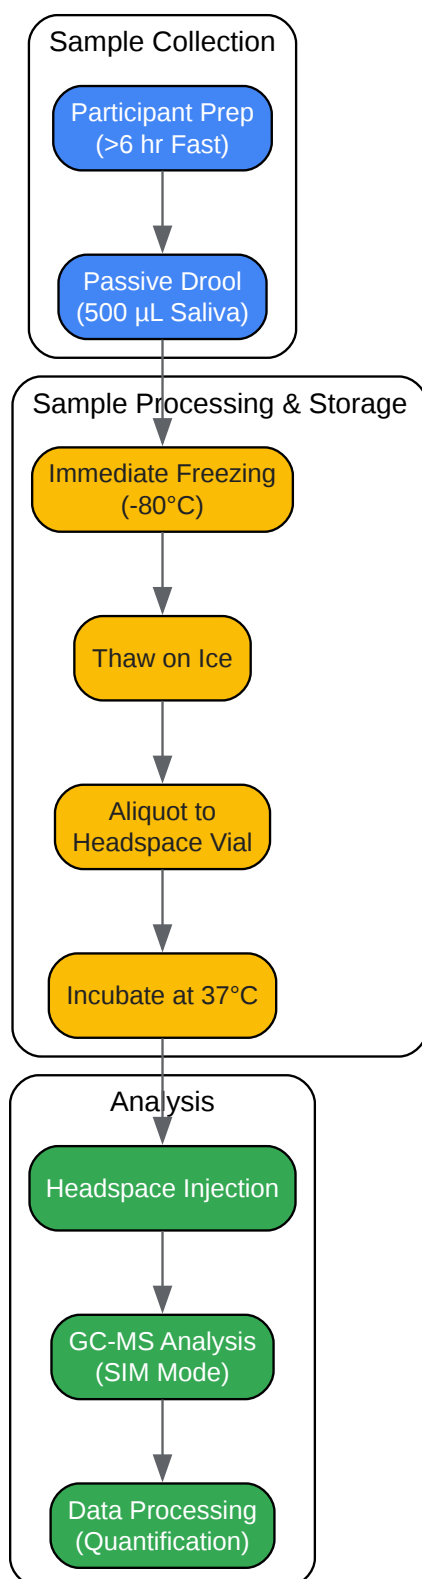 Sample Collection
Participant Prep
(>6 hr Fast)
Passive Drool
(500 µL Saliva)
Sample Processing & Storage
Immediate Freezing
(-80°C)
Thaw on Ice
Aliquot to
Headspace Vial
Incubate at 37°C
Analysis
Headspace Injection
GC-MS Analysis
(SIM Mode)
Data Processing
(Quantification)